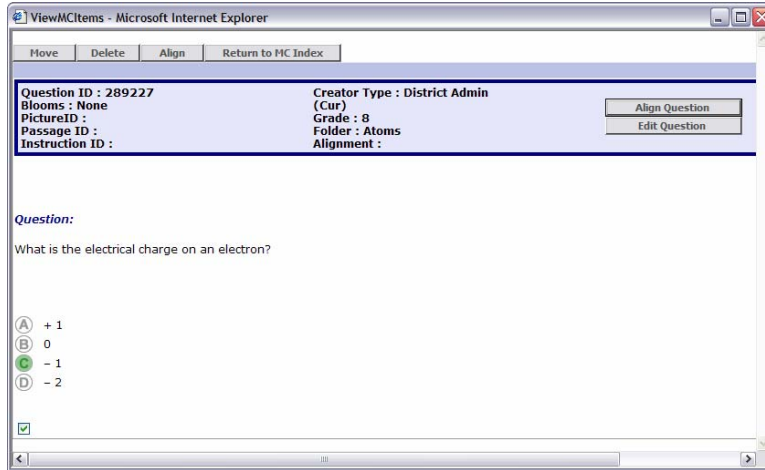 ViewMCItems - Microsoft Internet Explorer
Move Delete Align Return to MC Index
Question ID : 289227
Blooms : None
PictureID :
Passage ID :
Instruction ID :
Creator Type : District Admin
(Cur)
Grade : 8
Folder : Atoms
Alignment :
Align Question
Edit Question
Question:
What is the electrical charge on an electron?
A + 1
B 0
C – 1
D – 2